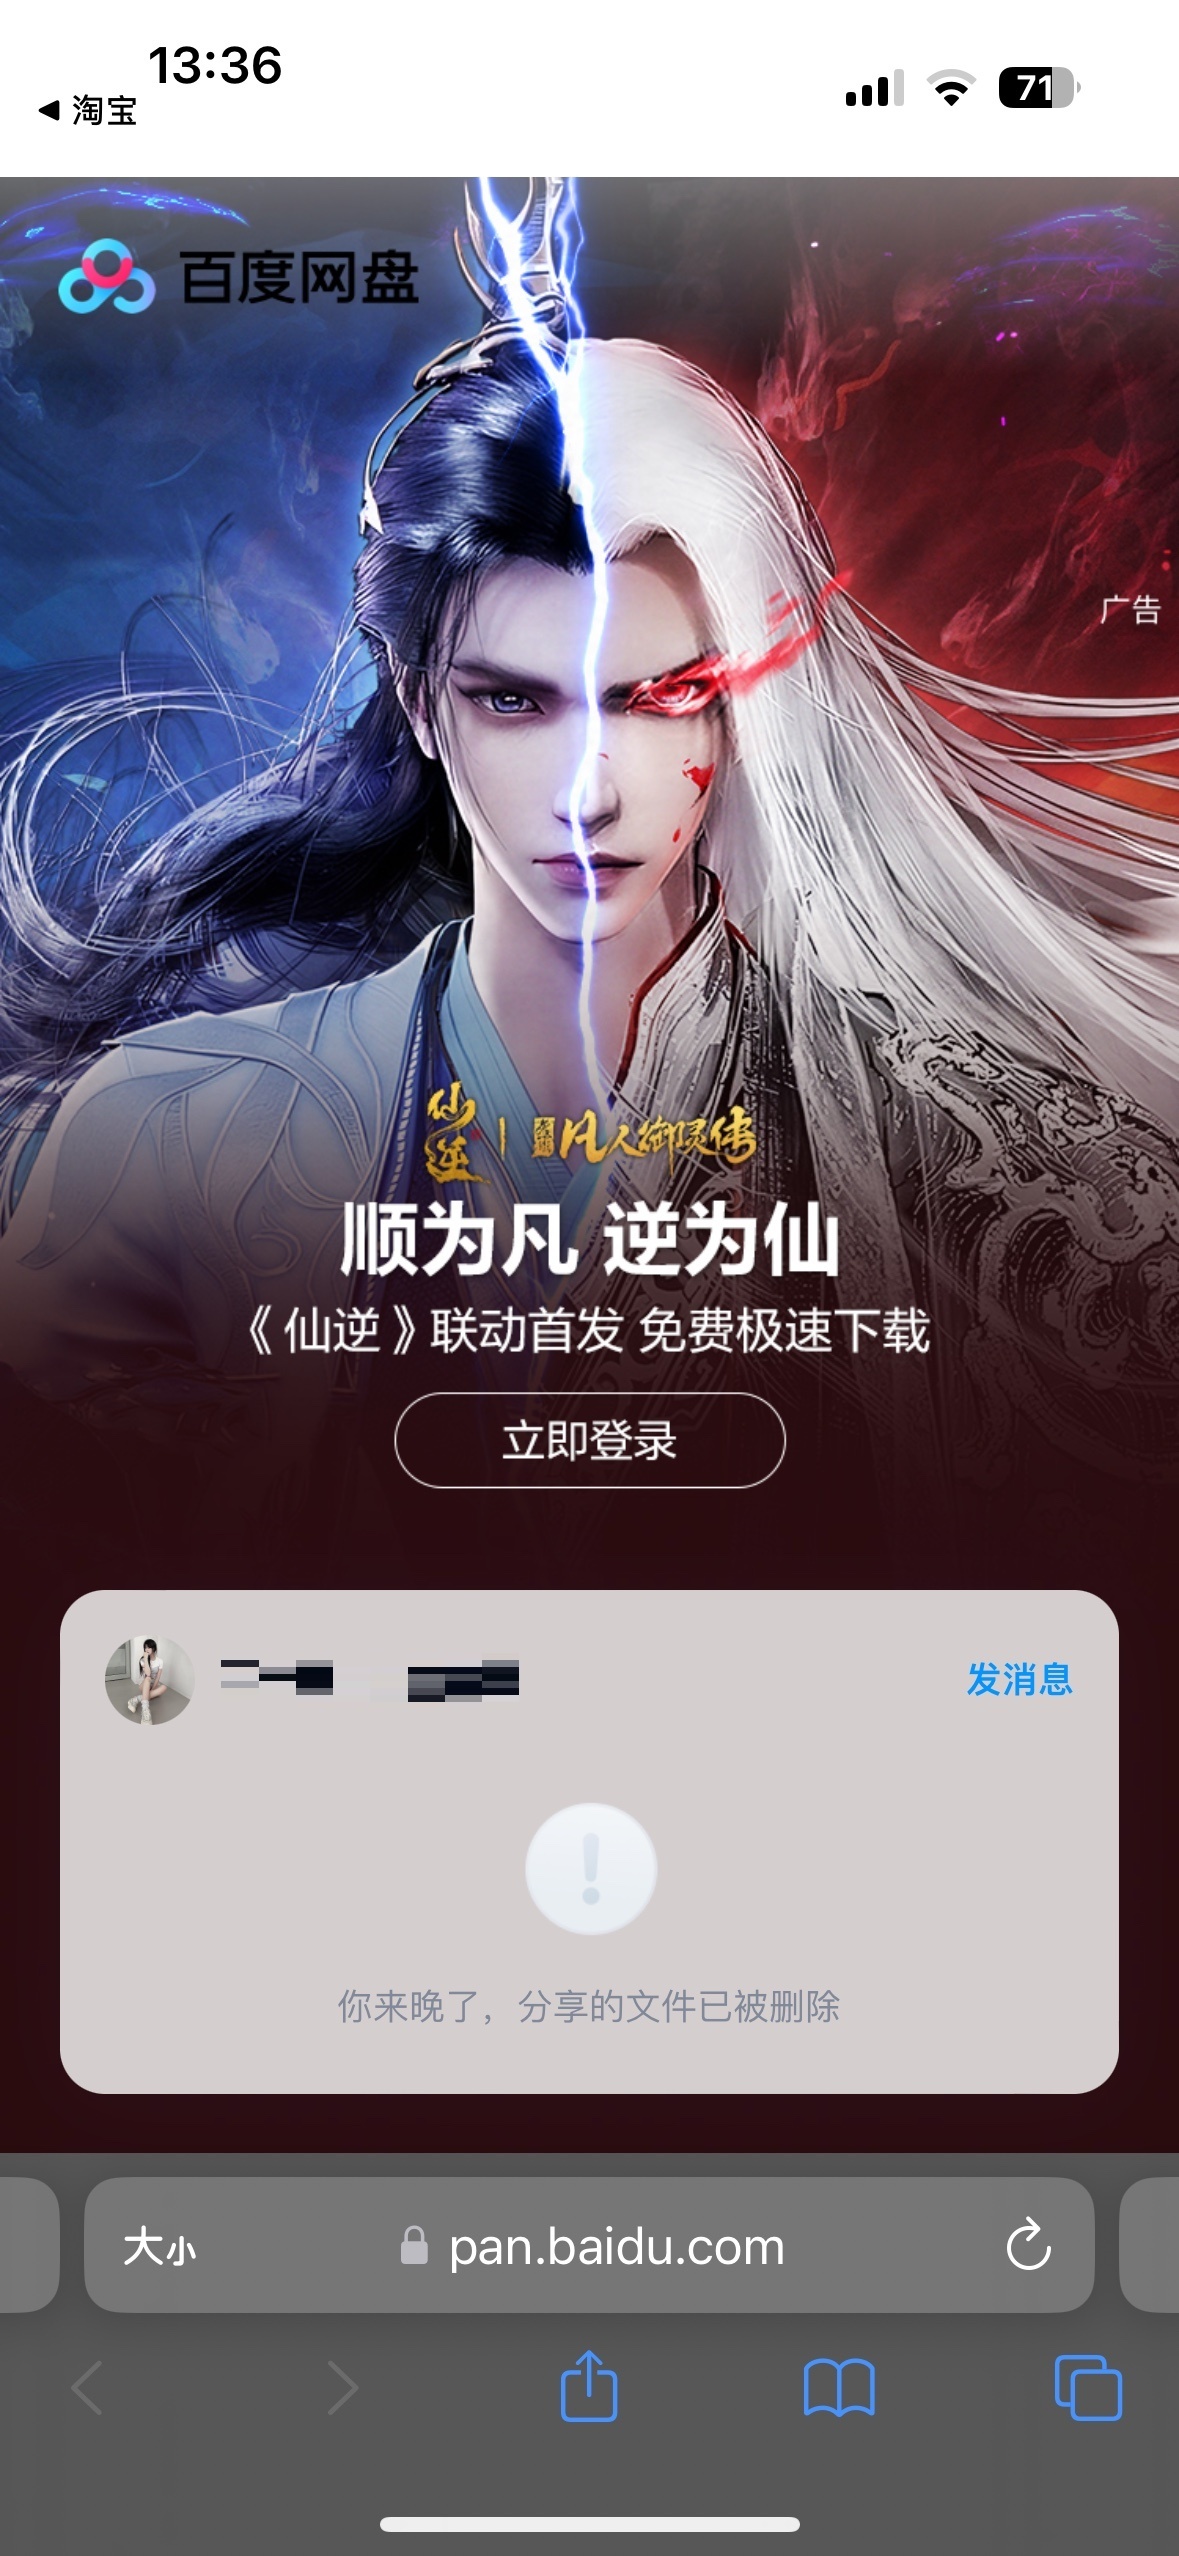 13:36
淘宝
71
百度网盘
广告
仙逆 | 凡人御灵传
顺为凡 逆为仙
《仙逆》联动首发 免费极速下载
立即登录
发消息
你来晚了，分享的文件已被删除
大小
pan.baidu.com